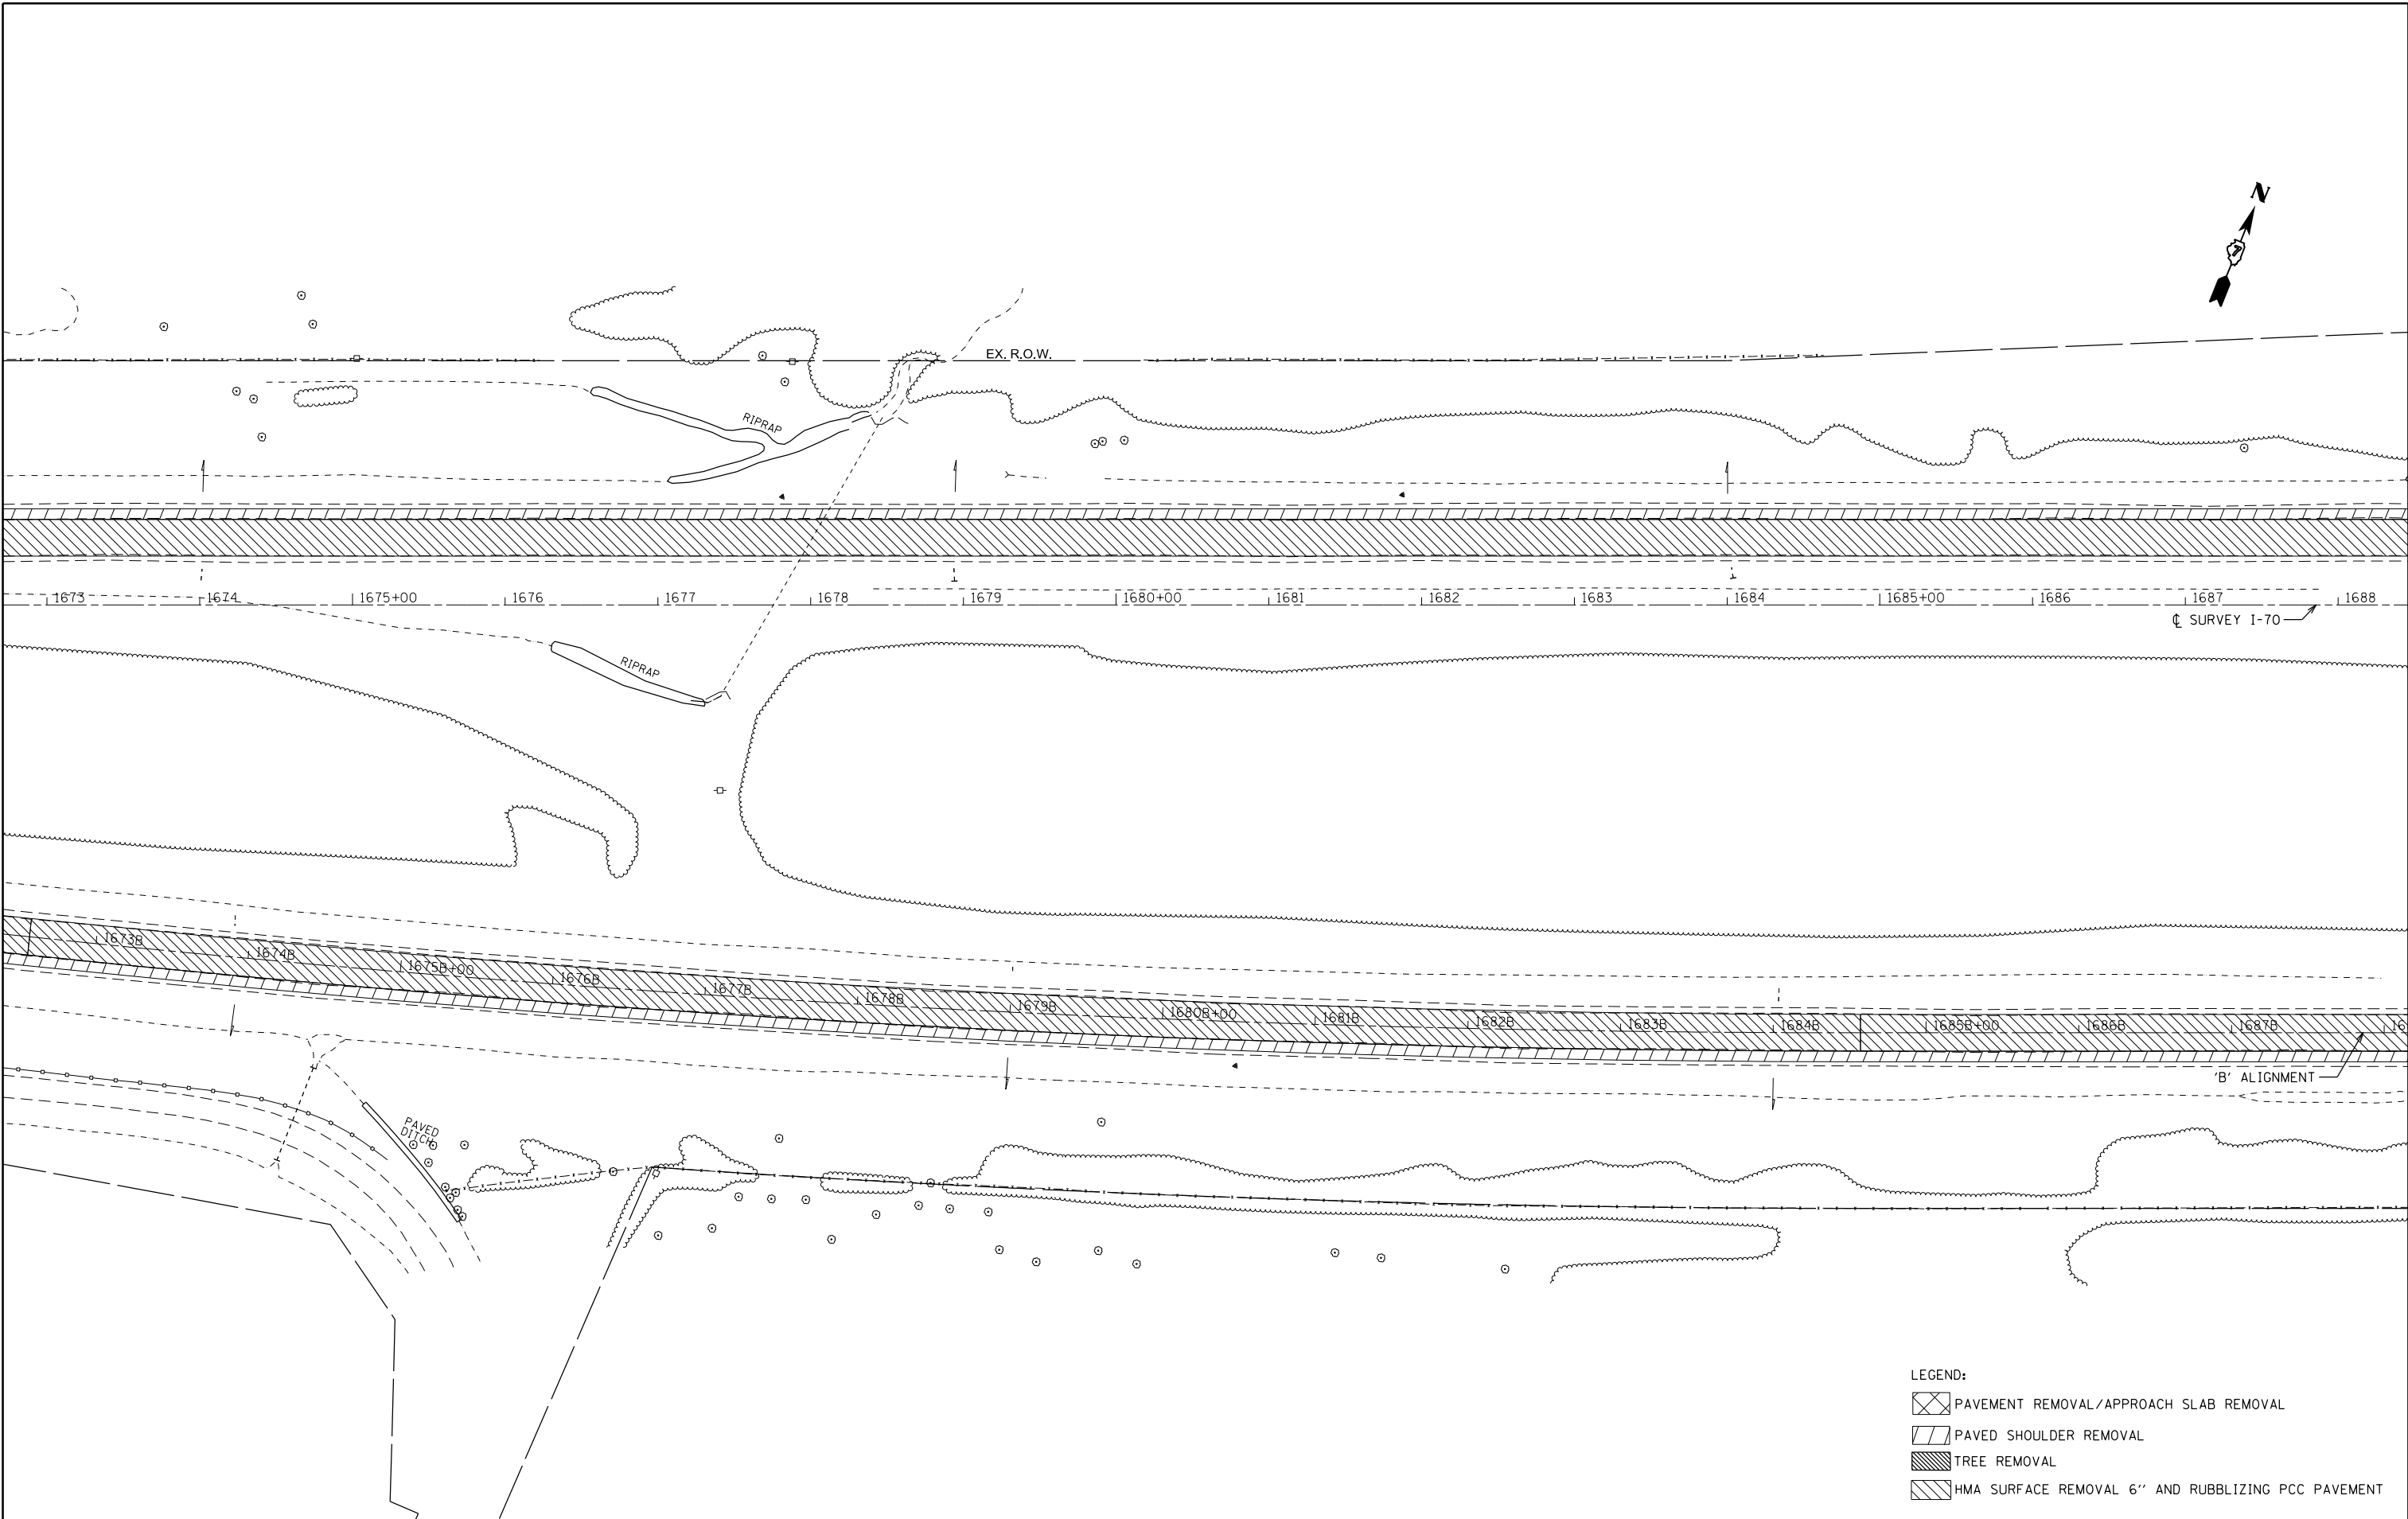 N
7
EX. R.O.W.
RIPRAP
1673
1674
1675+00
1676
1677
1678
1679
1680+00
1681
1682
1683
1684
1685+00
1686
1687
1688
℄ SURVEY I-70
RIPRAP
1673B
1674B
1675B+00
1676B
1677B
1678B
1679B
1680B+00
1681B
1682B
1683B
1684B
1685B+00
1686B
1687B
'B' ALIGNMENT
PAVED
DITCH
LEGEND:
PAVEMENT REMOVAL/APPROACH SLAB REMOVAL
PAVED SHOULDER REMOVAL
TREE REMOVAL
HMA SURFACE REMOVAL 6'' AND RUBBLIZING PCC PAVEMENT